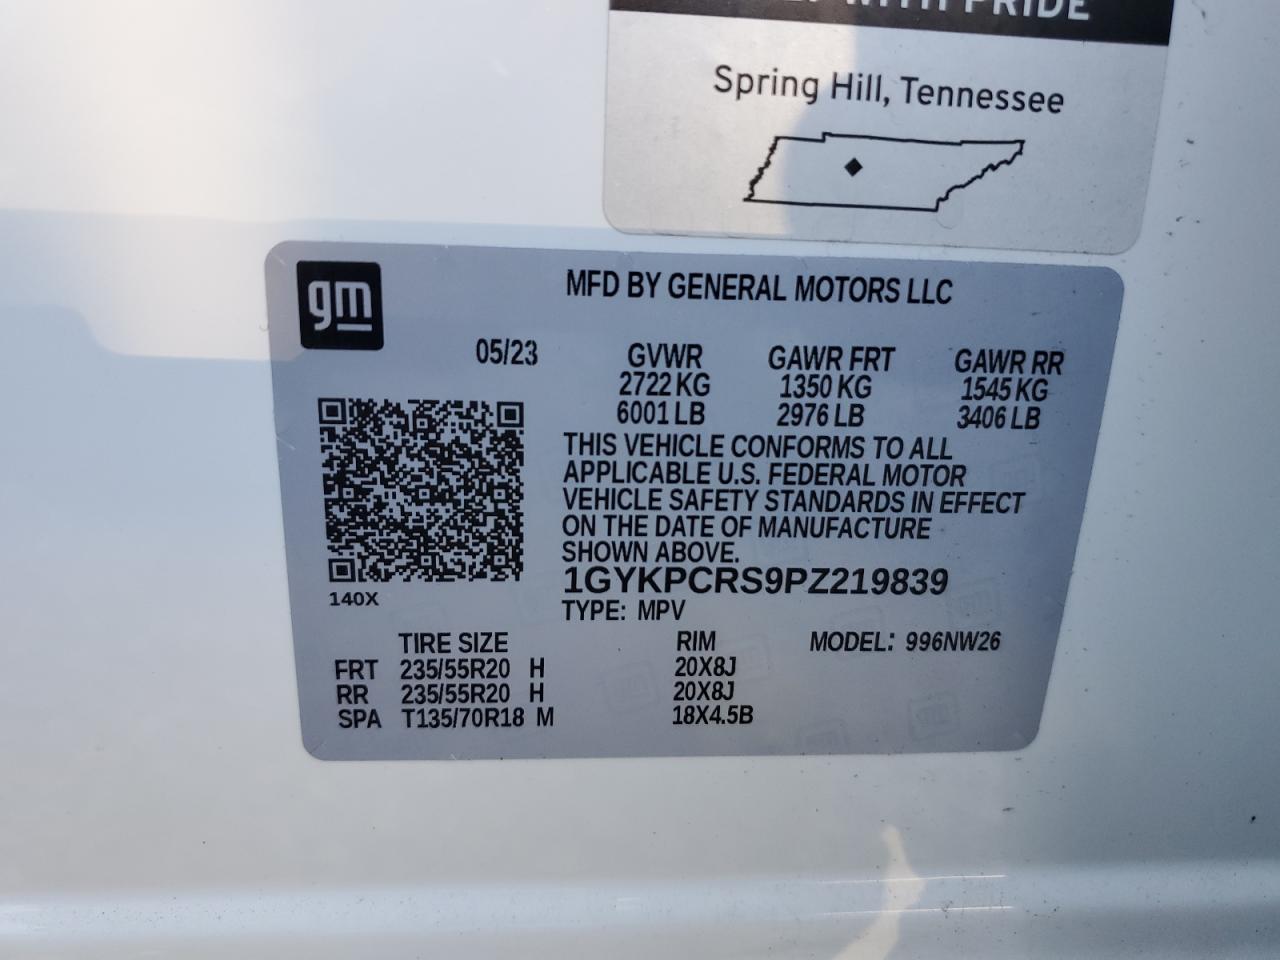 WITH PRIDE
Spring Hill, Tennessee
gm
MFD BY GENERAL MOTORS LLC
05/23 GVWR GAWR FRT GAWR RR
2722 KG 1350 KG 1545 KG
6001 LB 2976 LB 3406 LB
THIS VEHICLE CONFORMS TO ALL
APPLICABLE U.S. FEDERAL MOTOR
VEHICLE SAFETY STANDARDS IN EFFECT
ON THE DATE OF MANUFACTURE
SHOWN ABOVE.
1GYKPCRS9PZ219839
140X
TYPE: MPV
TIRE SIZE RIM MODEL: 996NW26
FRT 235/55R20 H 20X8J
RR 235/55R20 H 20X8J
SPA T135/70R18 M 18X4.5B